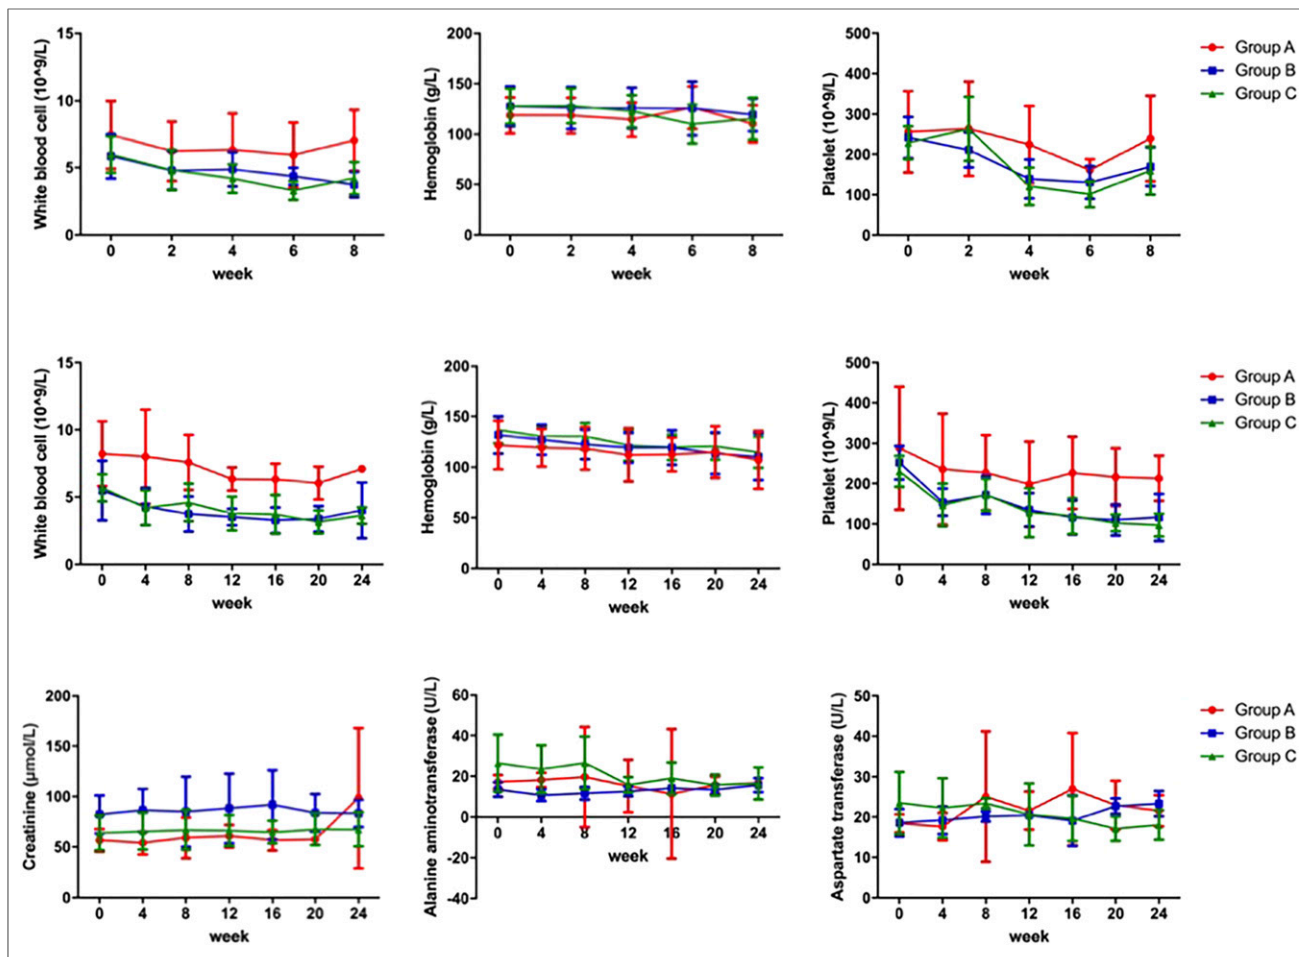 White blood cell (10^9/L)
15
10
5
0
0 2 4 6 8
week
Hemoglobin (g/L)
200
150
100
50
0
0 2 4 6 8
week
Platelet (10^9/L)
500
400
300
200
100
0
0 2 4 6 8
week
Group A
Group B
Group C
White blood cell (10^9/L)
15
10
5
0
0 4 8 12 16 20 24
week
Hemoglobin (g/L)
200
150
100
50
0
0 4 8 12 16 20 24
week
Platelet (10^9/L)
500
400
300
200
100
0
0 4 8 12 16 20 24
week
Group A
Group B
Group C
Creatinine (μmol/L)
200
150
100
50
0
0 4 8 12 16 20 24
week
Alanine aminotransferase (U/L)
60
40
20
0
-20
-40
0 4 8 12 16 20 24
week
Aspartate transferase (U/L)
50
40
30
20
10
0
0 4 8 12 16 20 24
week
Group A
Group B
Group C